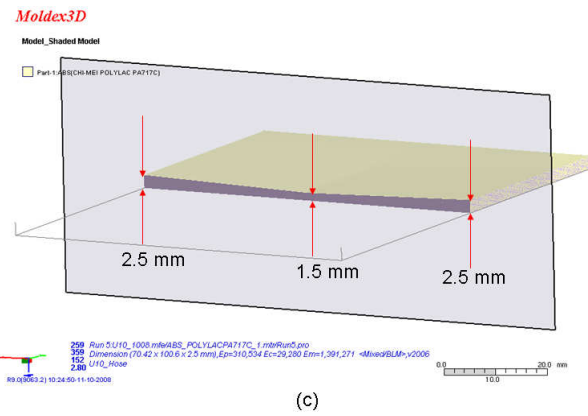 Moldex3D
Model_Shaded Model
Part-1:ABS(CHI-MEI POLYLAC PA717C)
2.5 mm
1.5 mm
2.5 mm
259 Run 5:U10_1008.mfe/ABS_POLYLACPA717C_1.mtr/Run5.pro
359 Dimension (70.42 x 100.6 x 2.5 mm),Ep=310,534 Ec=29,280 Em=1,391,271 <Mixed/BLM>,v2006
152 U10_Hose
2.80
R9.0(9063.2) 10:24:50-11-10-2008
0.0 20.0 mm
10.0
(c)